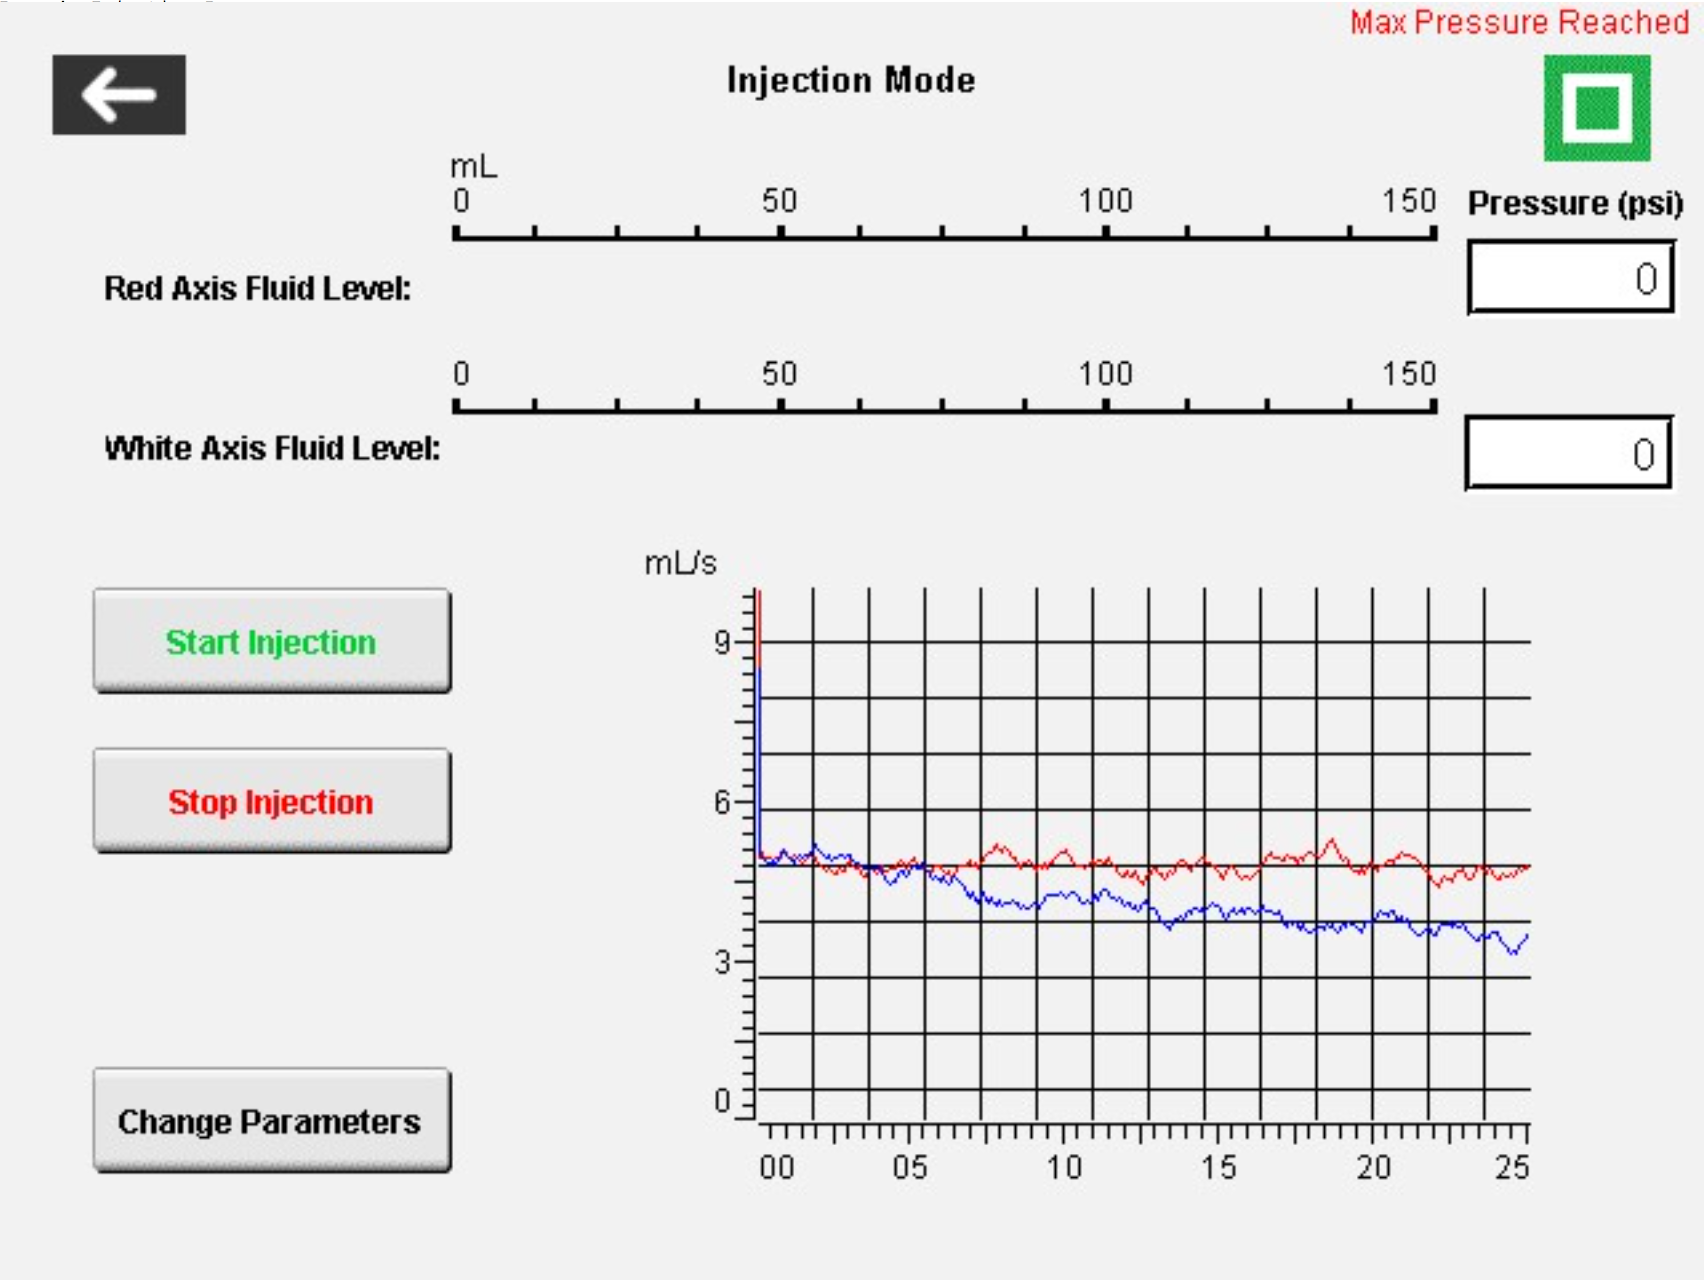 Max Pressure Reached
Injection Mode
mL
0 50 100 150
Pressure (psi)
Red Axis Fluid Level:
0
0 50 100 150
White Axis Fluid Level:
0
mL/s
Start Injection
Stop Injection
Change Parameters
9
6
3
0
00 05 10 15 20 25